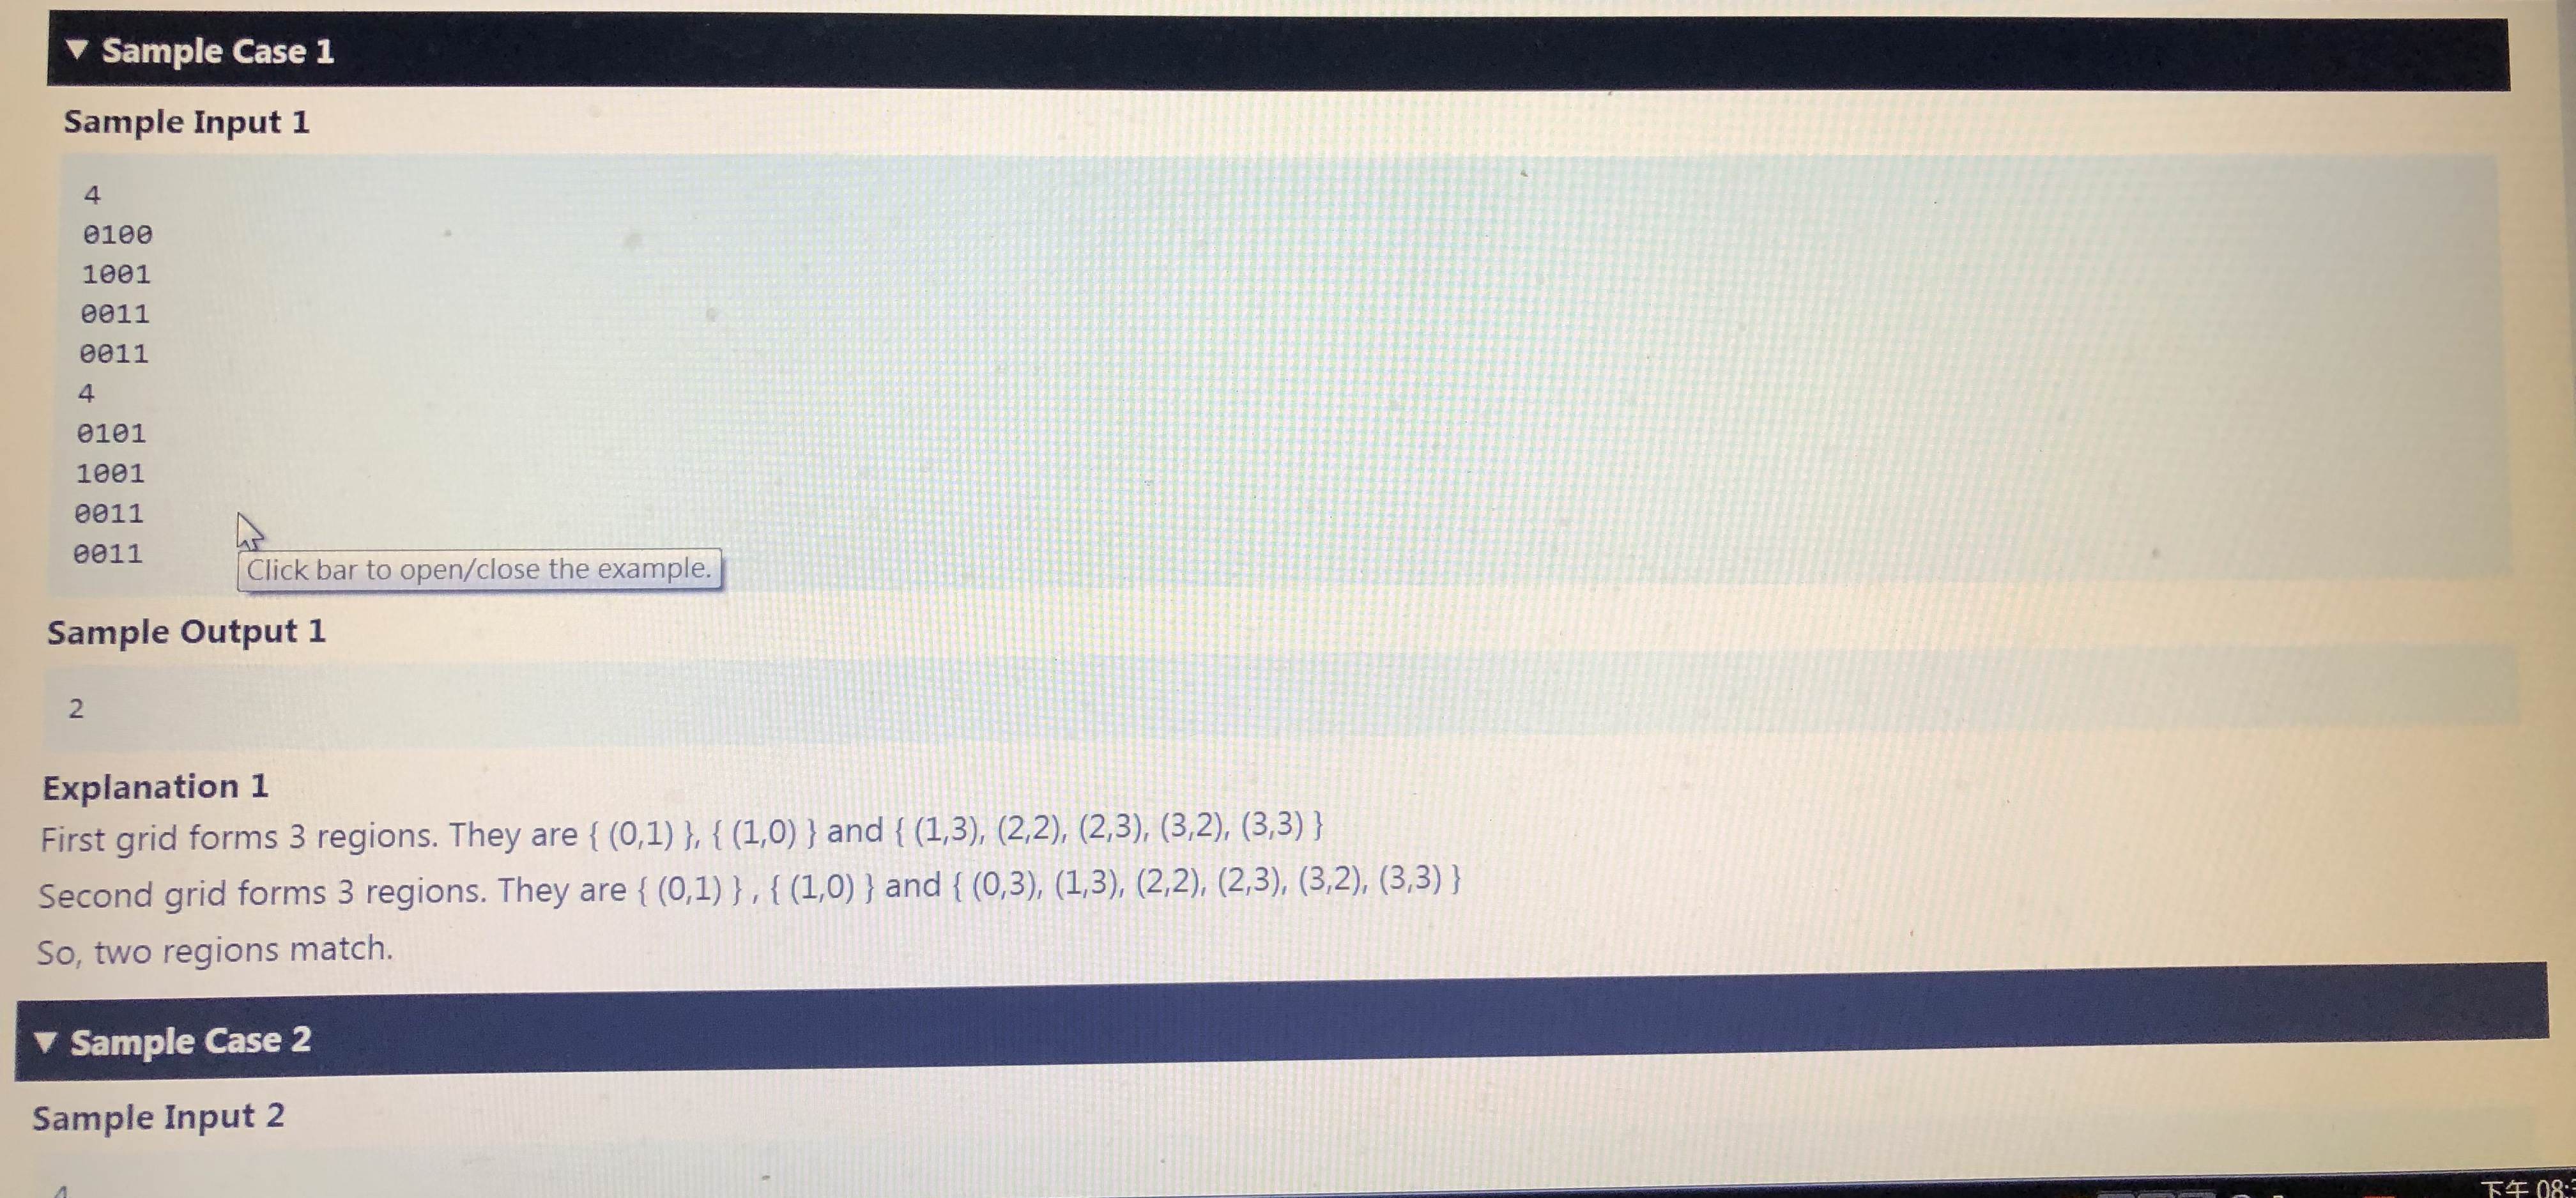 ▼ Sample Case 1
Sample Input 1
4
0100
1001
0011
0011
4
0101
1001
0011
0011
Click bar to open/close the example.
Sample Output 1
2
Explanation 1
First grid forms 3 regions. They are { (0,1) }, { (1,0) } and { (1,3), (2,2), (2,3), (3,2), (3,3) }
Second grid forms 3 regions. They are { (0,1) } , { (1,0) } and { (0,3), (1,3), (2,2), (2,3), (3,2), (3,3) }
So, two regions match.
▼ Sample Case 2
Sample Input 2
下午 08: